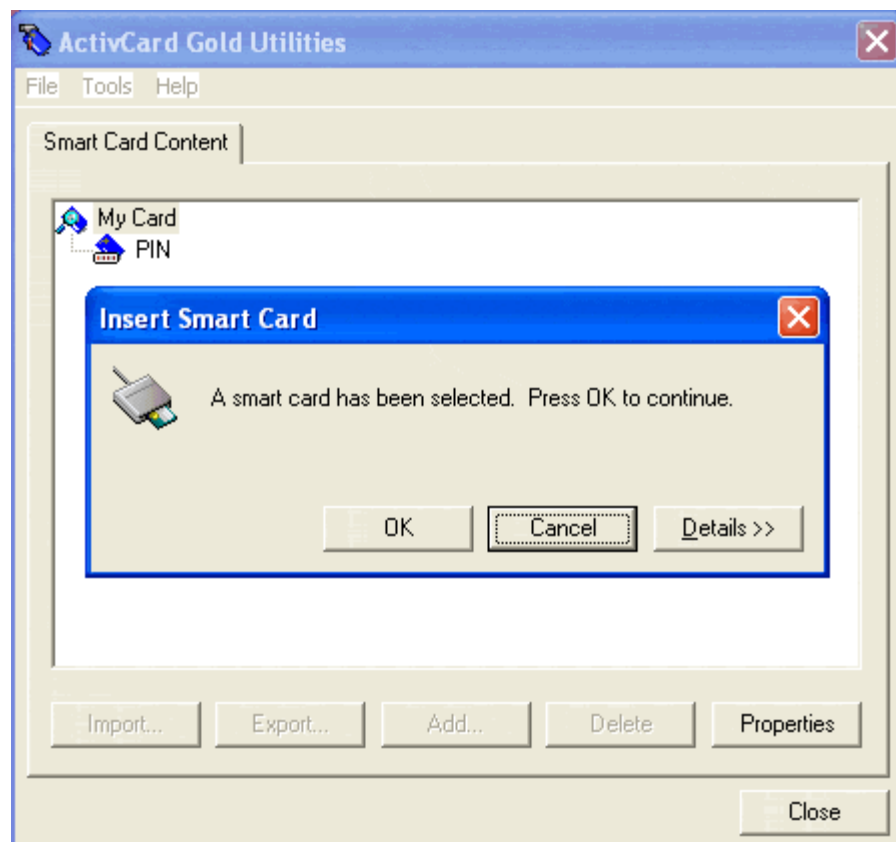 ActivCard Gold Utilities
File Tools Help
Smart Card Content
My Card
PIN
Insert Smart Card
A smart card has been selected. Press OK to continue.
OK Cancel Details >>
Import... Export... Add... Delete Properties
Close